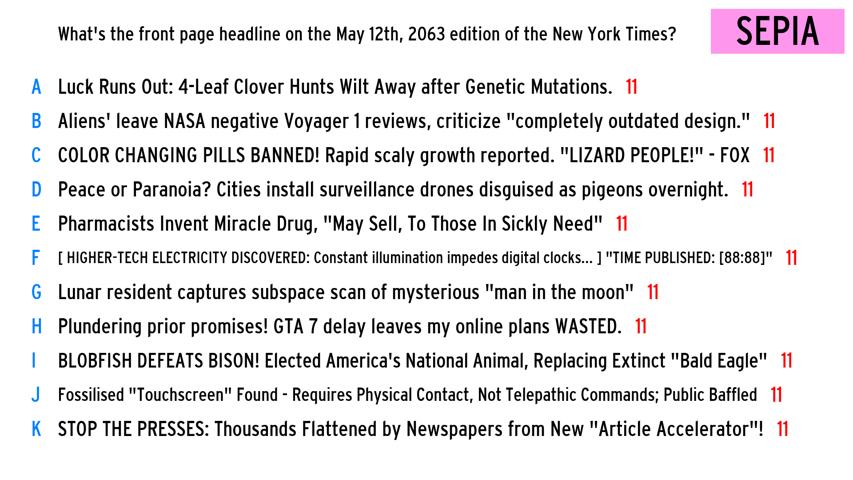 What's the front page headline on the May 12th, 2063 edition of the New York Times?
SEPIA
A Luck Runs Out: 4-Leaf Clover Hunts Wilt Away after Genetic Mutations. 11
B Aliens' leave NASA negative Voyager 1 reviews, criticize "completely outdated design." 11
C COLOR CHANGING PILLS BANNED! Rapid scaly growth reported. "LIZARD PEOPLE!" - FOX 11
D Peace or Paranoia? Cities install surveillance drones disguised as pigeons overnight. 11
E Pharmacists Invent Miracle Drug, "May Sell, To Those In Sickly Need" 11
F [ HIGHER-TECH ELECTRICITY DISCOVERED: Constant illumination impedes digital clocks... ] "TIME PUBLISHED: [88:88]" 11
G Lunar resident captures subspace scan of mysterious "man in the moon" 11
H Plundering prior promises! GTA 7 delay leaves my online plans WASTED. 11
I BLOBFISH DEFEATS BISON! Elected America's National Animal, Replacing Extinct "Bald Eagle" 11
J Fossilised "Touchscreen" Found - Requires Physical Contact, Not Telepathic Commands; Public Baffled 11
K STOP THE PRESSES: Thousands Flattened by Newspapers from New "Article Accelerator"! 11